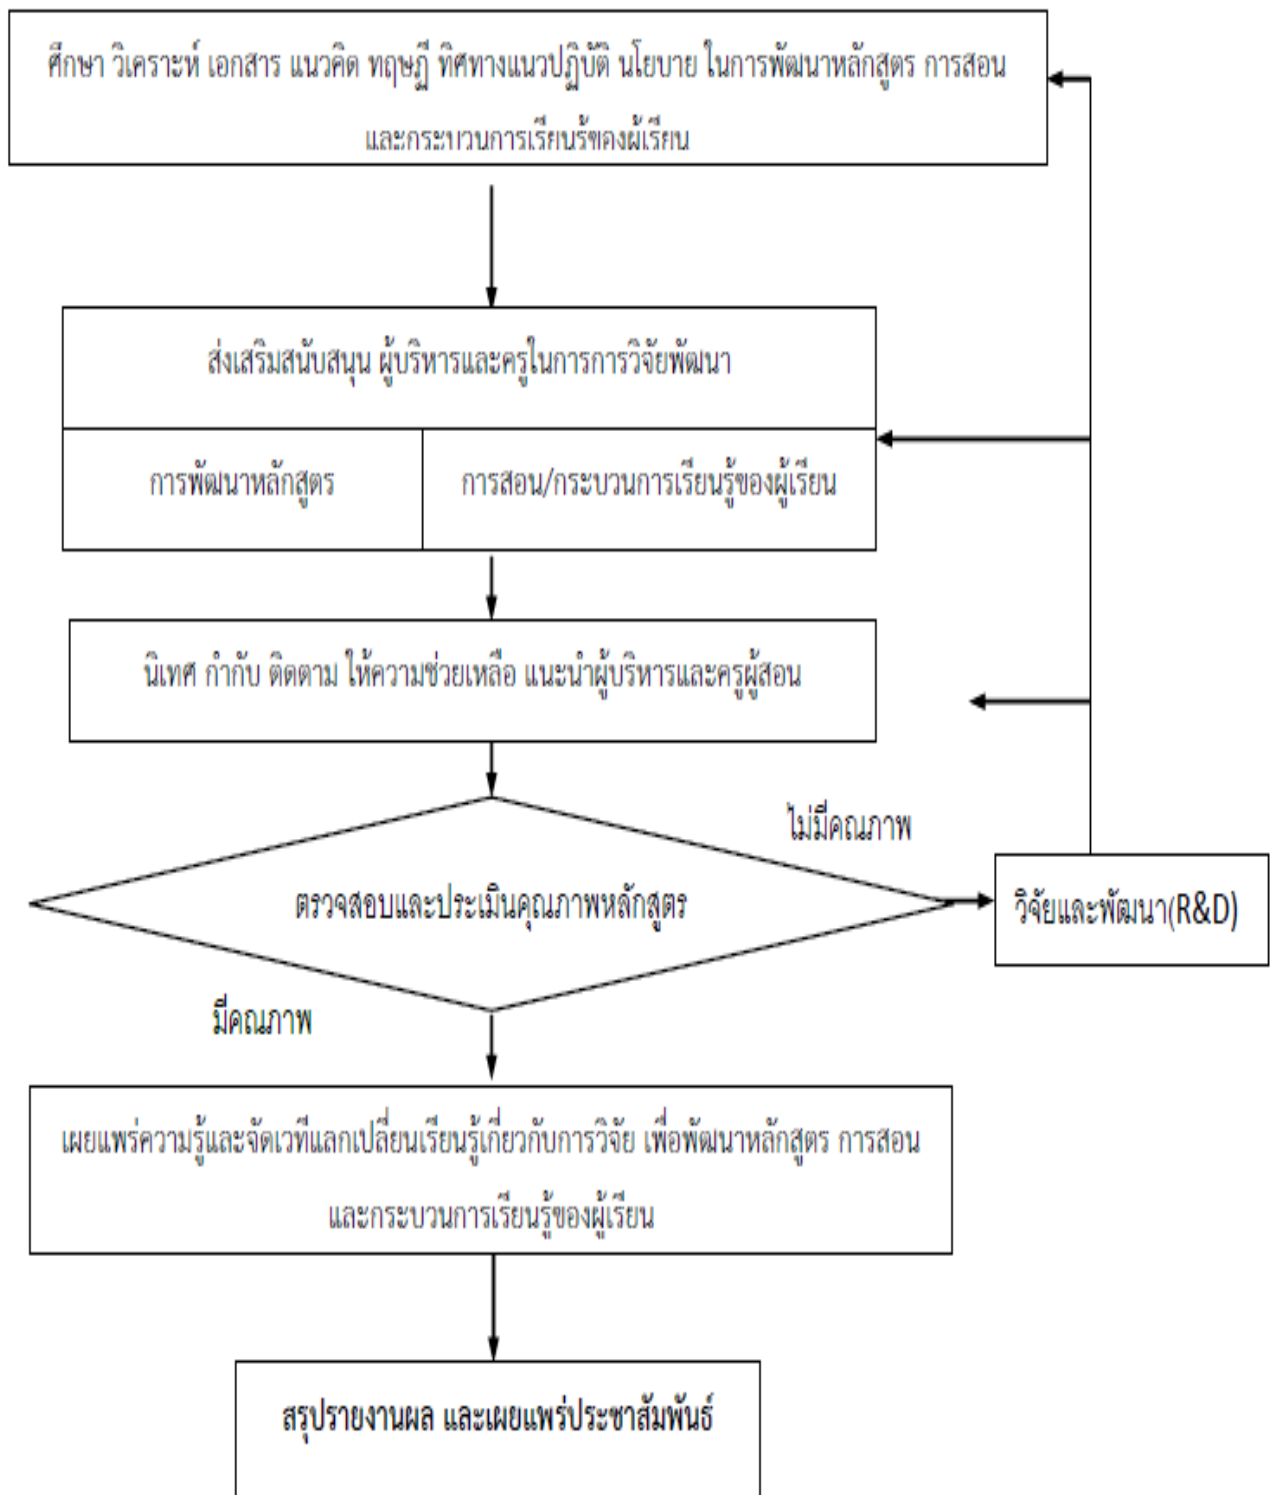 ศึกษา วิเคราะห์ เอกสาร แนวคิด ทฤษฏี ทิศทางแนวปฏิบัติ นโยบาย ในการพัฒนาหลักสูตร การสอน
และกระบวนการเรียนรู้ของผู้เรียน
ส่งเสริมสนับสนุน ผู้บริหารและครูในการการวิจัยพัฒนา
การพัฒนาหลักสูตร
การสอน/กระบวนการเรียนรู้ของผู้เรียน
นิเทศ กำกับ ติดตาม ให้ความช่วยเหลือ แนะนำผู้บริหารและครูผู้สอน
ไม่มีคุณภาพ
ตรวจสอบและประเมินคุณภาพหลักสูตร
วิจัยและพัฒนา(R&D)
มีคุณภาพ
เผยแพร่ความรู้และจัดเวทีแลกเปลี่ยนเรียนรู้เกี่ยวกับการวิจัย เพื่อพัฒนาหลักสูตร การสอน
และกระบวนการเรียนรู้ของผู้เรียน
สรุปรายงานผล และเผยแพร่ประชาสัมพันธ์